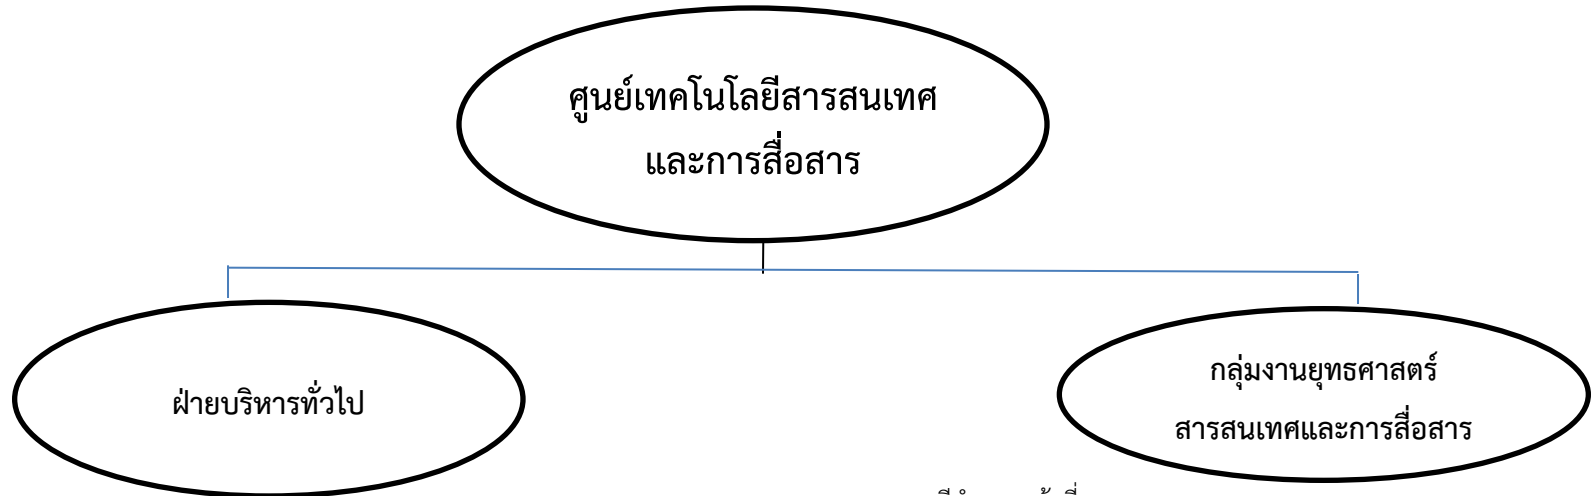 ศูนย์เทคโนโลยีสารสนเทศ
และการสื่อสาร
ฝ่ายบริหารทั่วไป
กลุ่มงานยุทธศาสตร์
สารสนเทศและการสื่อสาร